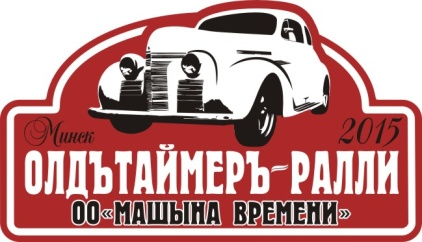 Минск 2015
ОЛДЪТАЙМЕРЪ-РАЛЛИ
ОО «МАШЫНА ВРЕМЕНИ»